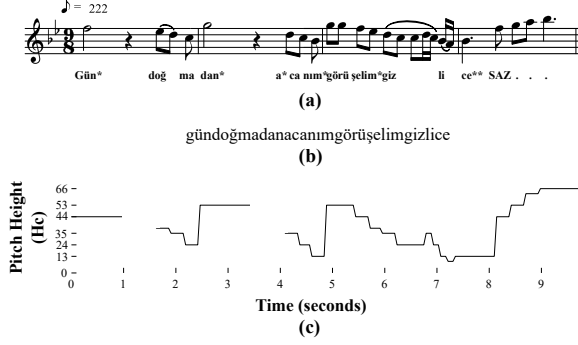 ♪ = 222
9
8
Gün* doğ ma dan* a* ca nım*görü şelim*giz li ce** SAZ . . .
(a)
gündoğmadanacanımgörüşelimgizlice
(b)
Pitch Height
(Hc)
66
53
44
35
24
13
0
0 1 2 3 4 5 6 7 8 9
Time (seconds)
(c)